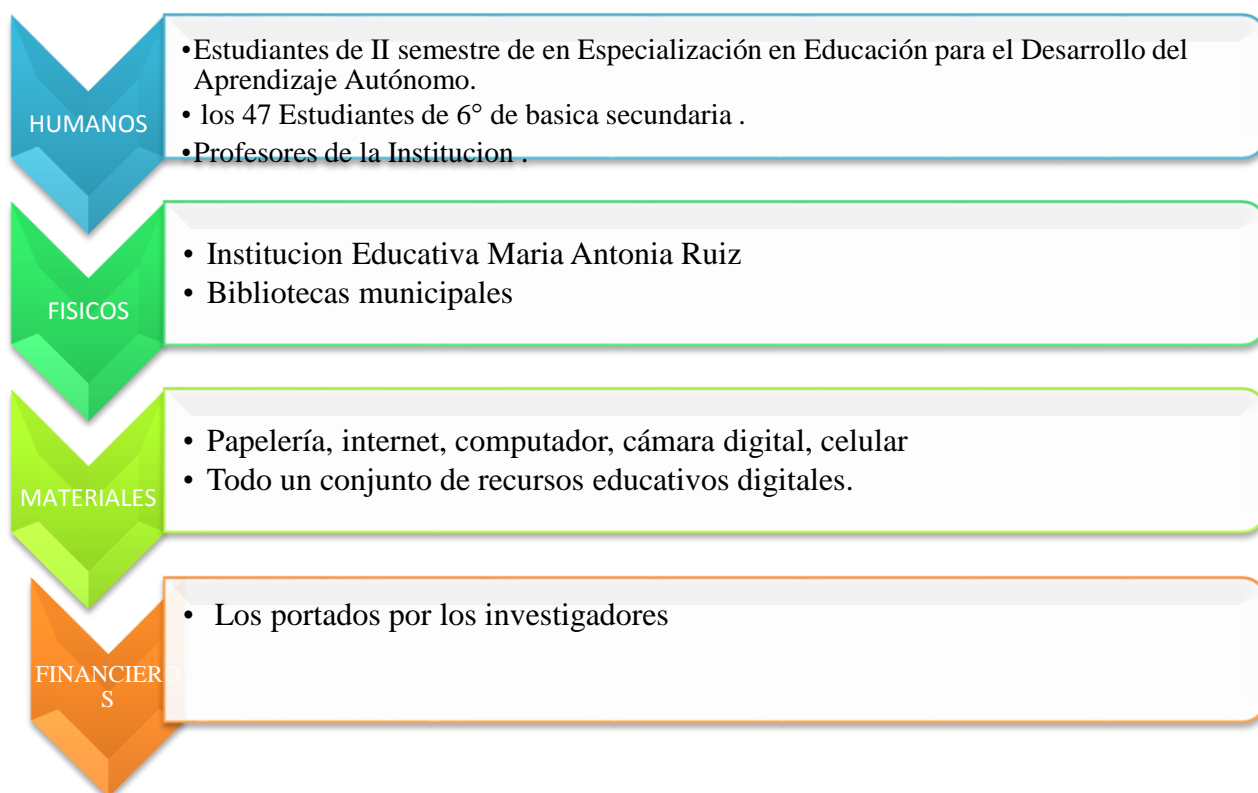 HUMANOS
•Estudiantes de II semestre de en Especialización en Educación para el Desarrollo del
Aprendizaje Autónomo.
• los 47 Estudiantes de 6° de basica secundaria .
•Profesores de la Institucion .
FISICOS
• Institucion Educativa Maria Antonia Ruiz
• Bibliotecas municipales
MATERIALES
• Papelería, internet, computador, cámara digital, celular
• Todo un conjunto de recursos educativos digitales.
FINANCIERO
S
• Los portados por los investigadores